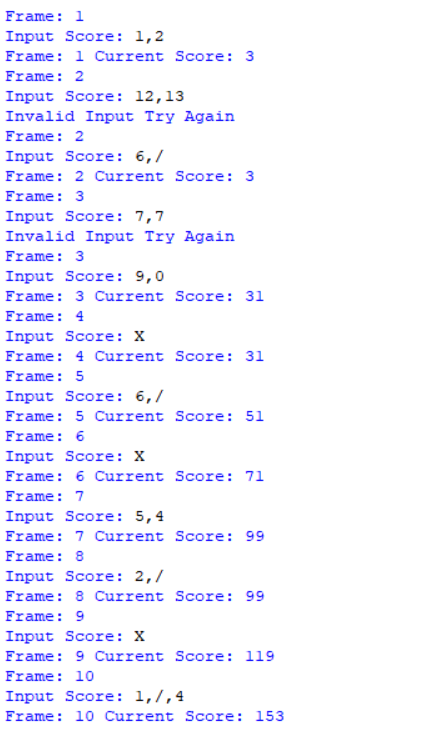 Frame: 1
Input Score: 1,2
Frame: 1 Current Score: 3
Frame: 2
Input Score: 12,13
Invalid Input Try Again
Frame: 2
Input Score: 6,/
Frame: 2 Current Score: 3
Frame: 3
Input Score: 7,7
Invalid Input Try Again
Frame: 3
Input Score: 9,0
Frame: 3 Current Score: 31
Frame: 4
Input Score: X
Frame: 4 Current Score: 31
Frame: 5
Input Score: 6,/
Frame: 5 Current Score: 51
Frame: 6
Input Score: X
Frame: 6 Current Score: 71
Frame: 7
Input Score: 5,4
Frame: 7 Current Score: 99
Frame: 8
Input Score: 2,/
Frame: 8 Current Score: 99
Frame: 9
Input Score: X
Frame: 9 Current Score: 119
Frame: 10
Input Score: 1,/,4
Frame: 10 Current Score: 153